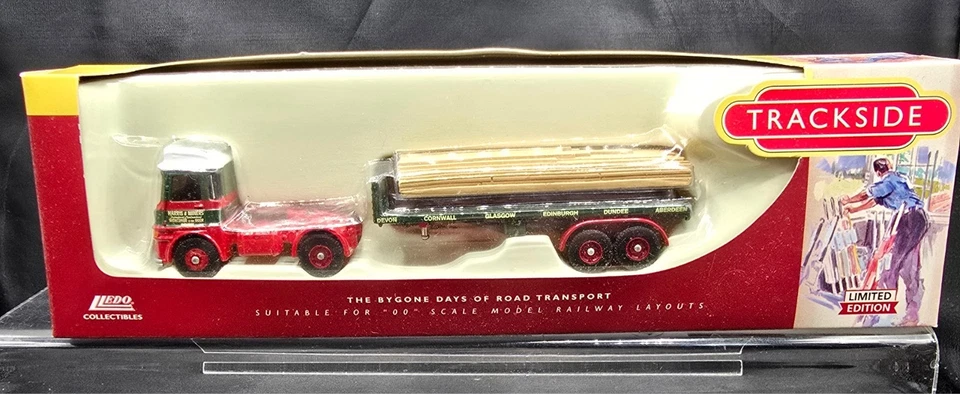 TRACKSIDE
HARRIS & MINERS
DEVON CORNWALL GLASGOW EDINBURGH DUNDEE ABERDEEN
LLEDO
COLLECTIBLES
THE BYGONE DAYS OF ROAD TRANSPORT
SUITABLE FOR "00" SCALE MODEL RAILWAY LAYOUTS
LIMITED
EDITION